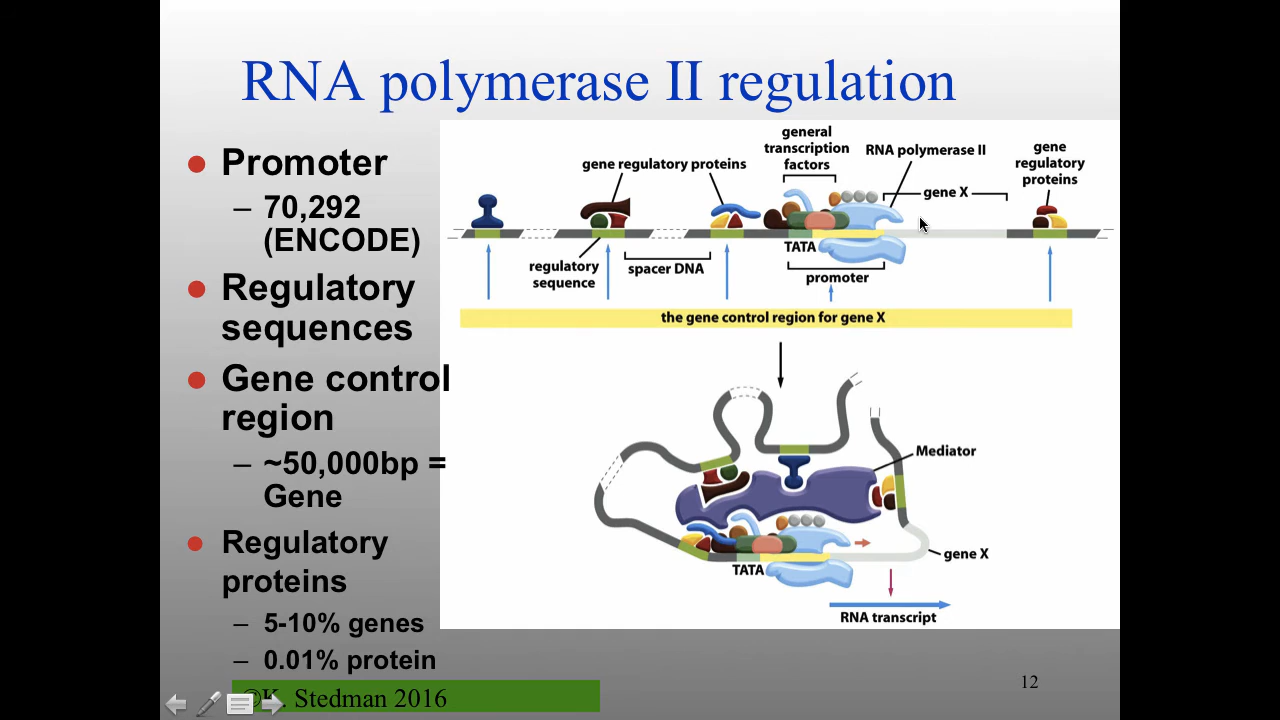 RNA polymerase II regulation
● Promoter
– 70,292
(ENCODE)
● Regulatory
sequences
● Gene control
region
– ~50,000bp =
Gene
● Regulatory
proteins
– 5-10% genes
– 0.01% protein
gene regulatory proteins
general
transcription
factors
RNA polymerase II
gene X
gene
regulatory
proteins
TATA
regulatory
sequence
spacer DNA
promoter
the gene control region for gene X
Mediator
gene X
TATA
RNA transcript
©K. Stedman 2016
12